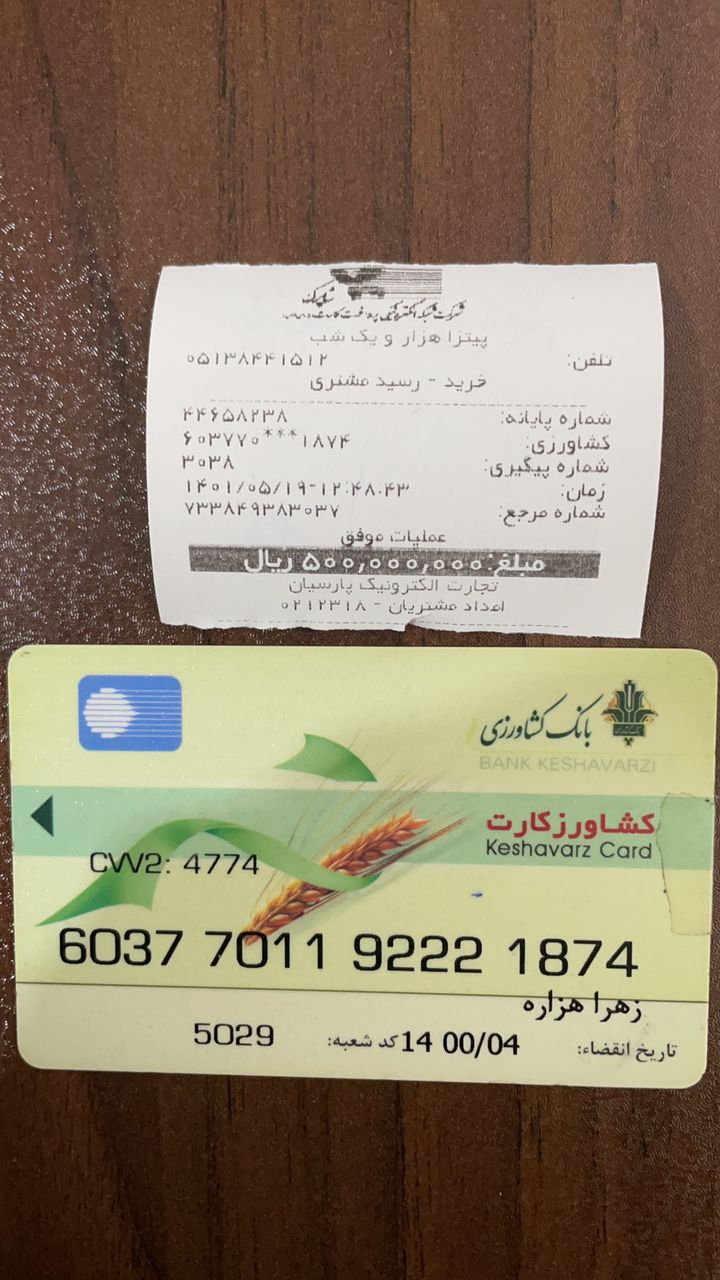 شاپرک
شرکت شبکه الکترونیکی پرداخت کارت
پیتزا هزار و یک شب
تلفن: ۰۵۱۳۸۴۴۱۵۱۲
خرید - رسید مشتری
شماره پایانه: ۴۴۶۵۸۲۳۸
کشاورزی: ۶۰۳۷۷۰***۱۸۷۴
شماره پیگیری: ۳۰۳۸
زمان: ۱۴۰۱/۰۵/۱۹-۱۲:۴۸:۴۳
شماره مرجع: ۷۳۳۸۴۹۳۸۳۰۳۷
عملیات موفق
مبلغ: ۵۰۰,۰۰۰,۰۰۰ ریال
تجارت الکترونیک پارسیان
امداد مشتریان - ۰۲۱۲۳۱۸
بانک کشاورزی
BANK KESHAVARZI
کشاورزکارت
Keshavarz Card
CVV2: 4774
6037 7011 9222 1874
زهرا هزاره
تاریخ انقضاء: 14 00/04 کد شعبه: 5029